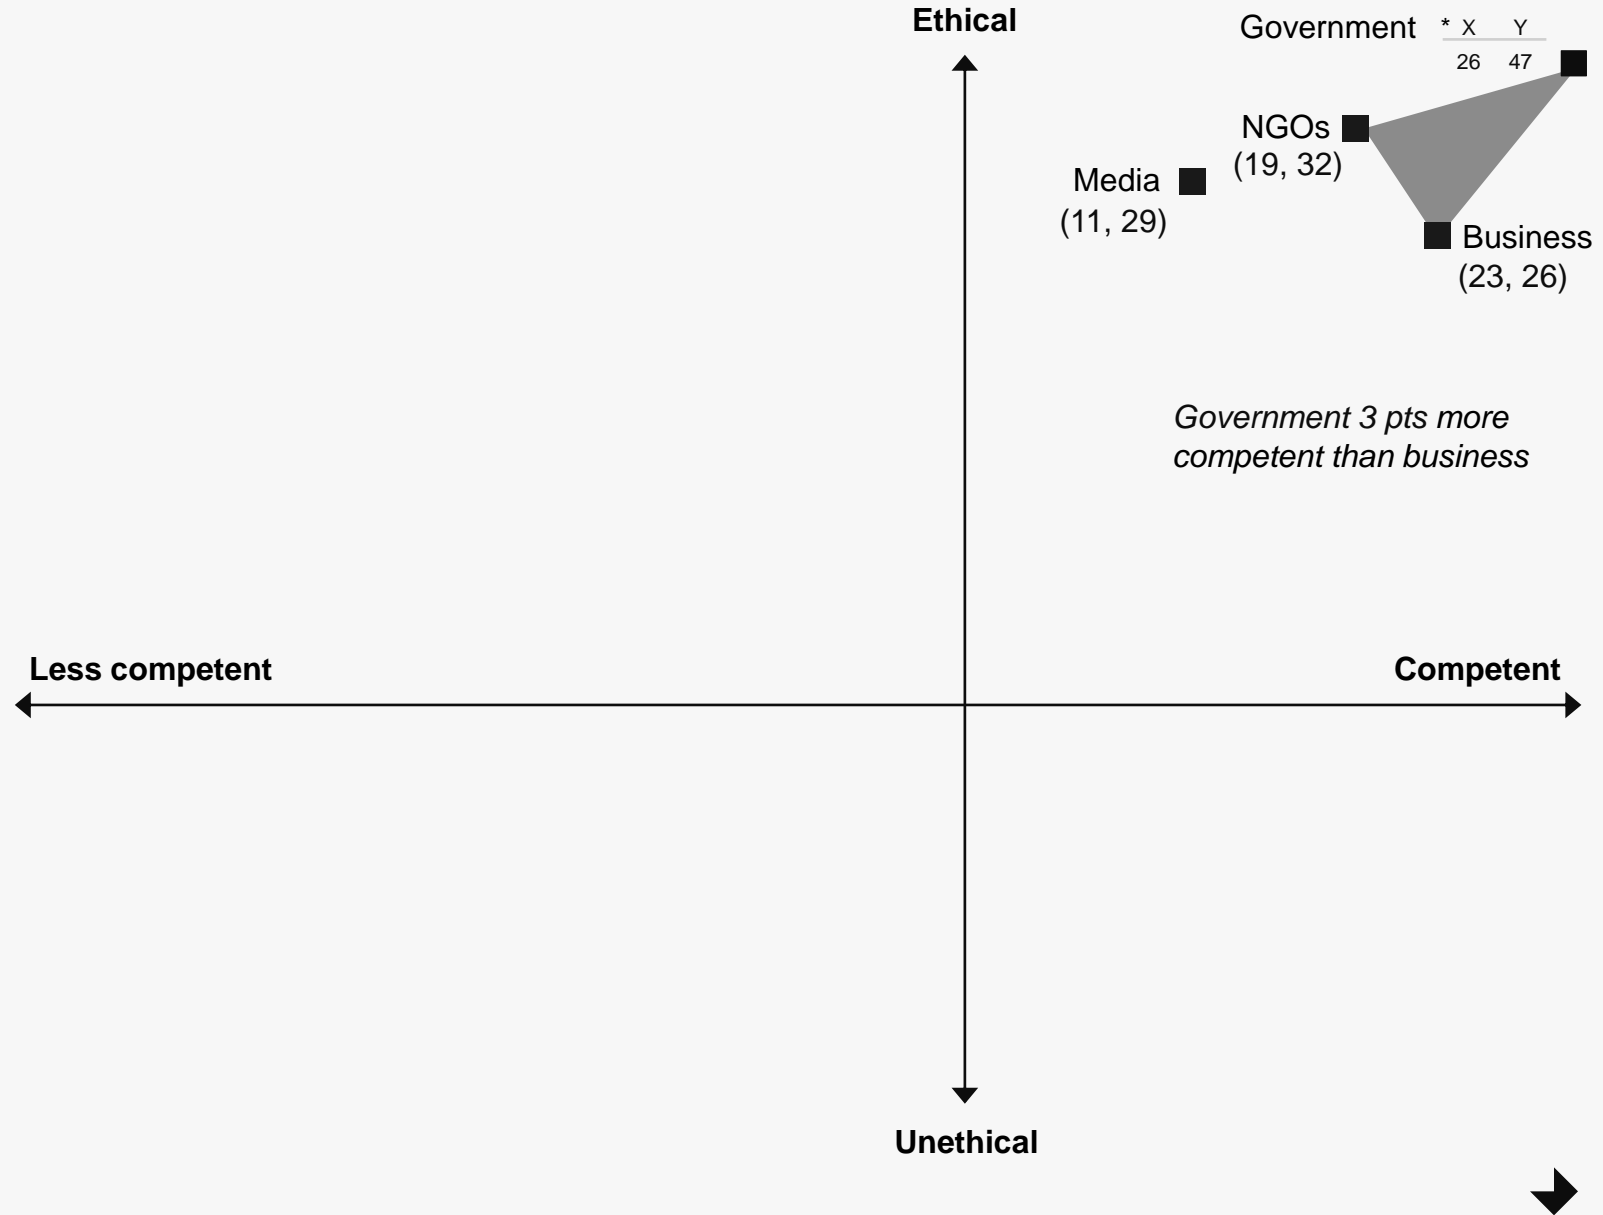 Ethical
Government * X Y
26 47
NGOs
(19, 32)
Media
(11, 29)
Business
(23, 26)
Government 3 pts more
competent than business
Less competent
Competent
Unethical